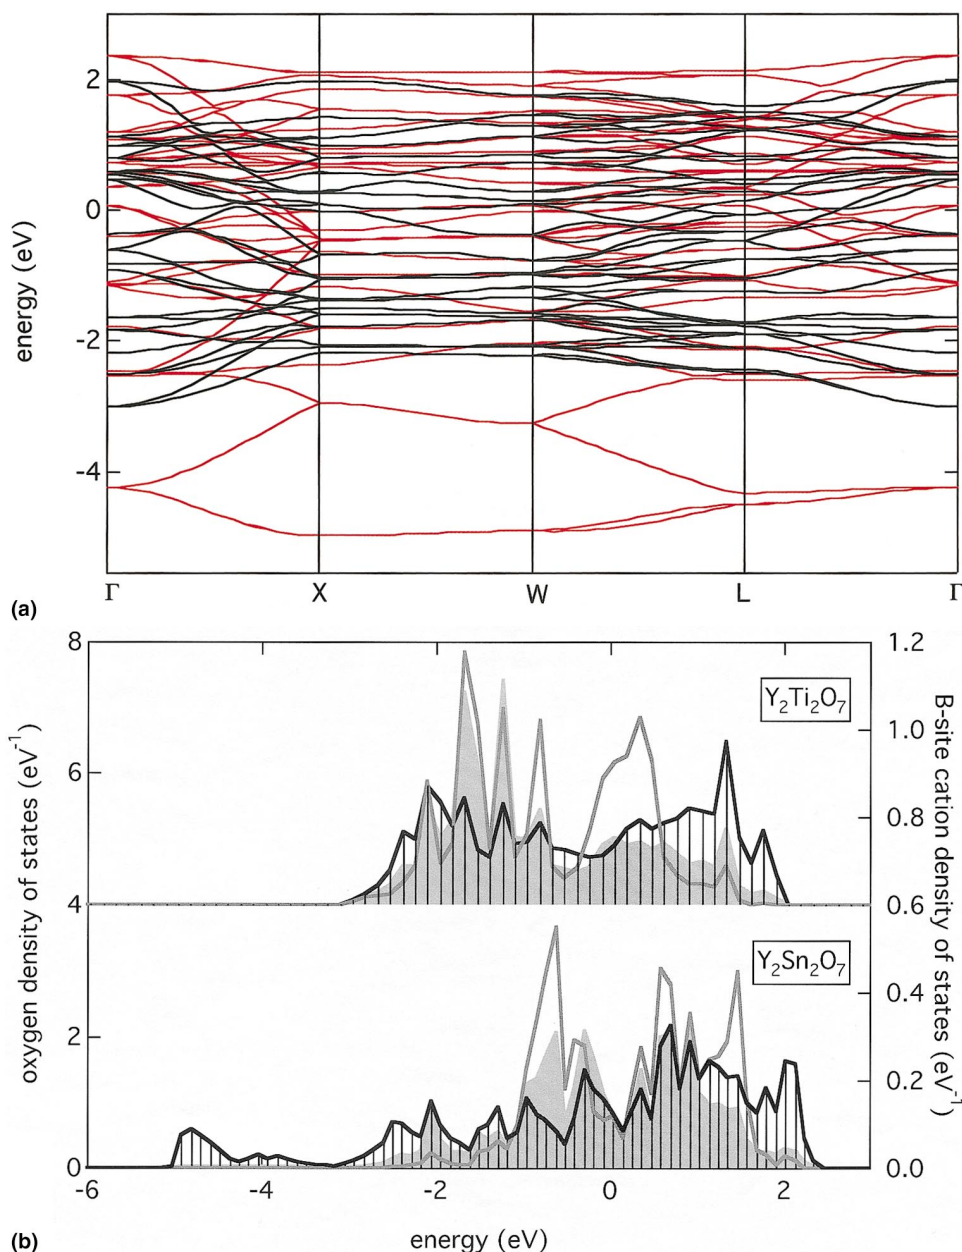 2
0
-2
-4
energy (eV)
Γ X W L Γ
(a)
8
6
4
2
0
oxygen density of states (eV⁻¹)
1.2
1.0
0.8
0.6
0.4
0.2
0.0
B-site cation density of states (eV⁻¹)
Y₂Ti₂O₇
Y₂Sn₂O₇
-6 -4 -2 0 2
energy (eV)
(b)